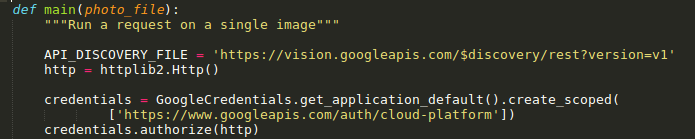 def main(photo_file):
    """Run a request on a single image"""

    API_DISCOVERY_FILE = 'https://vision.googleapis.com/$discovery/rest?version=v1'
    http = httplib2.Http()

    credentials = GoogleCredentials.get_application_default().create_scoped(
            ['https://www.googleapis.com/auth/cloud-platform'])
    credentials.authorize(http)